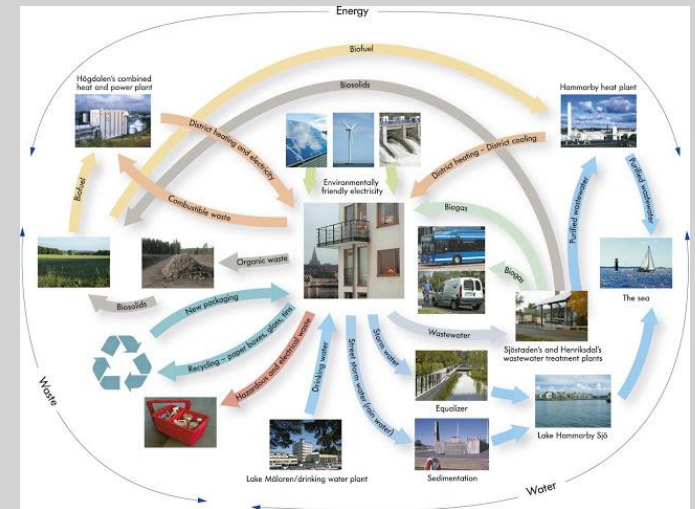 Energy
Biofuel
Högdalen's combined
heat and power plant
Biosolids
Hammarby heat plant
District heating and electricity
District heating – District cooling
Purified wastewater
Purified wastewater
Environmentally
friendly electricity
Biofuel
Combustible waste
Biogas
Organic waste
Biogas
Biosolids
New packaging
The sea
Sjöstaden's and Henriksdal's
wastewater treatment plants
Wastewater
Recycling – paper boxes, glass, tins
Storm water
Street storm water (rain water)
Hazardous and electrical waste
Drinking water
Equalizer
Waste
Lake Hammarby Sjö
Lake Mälaren/drinking water plant
Sedimentation
Water